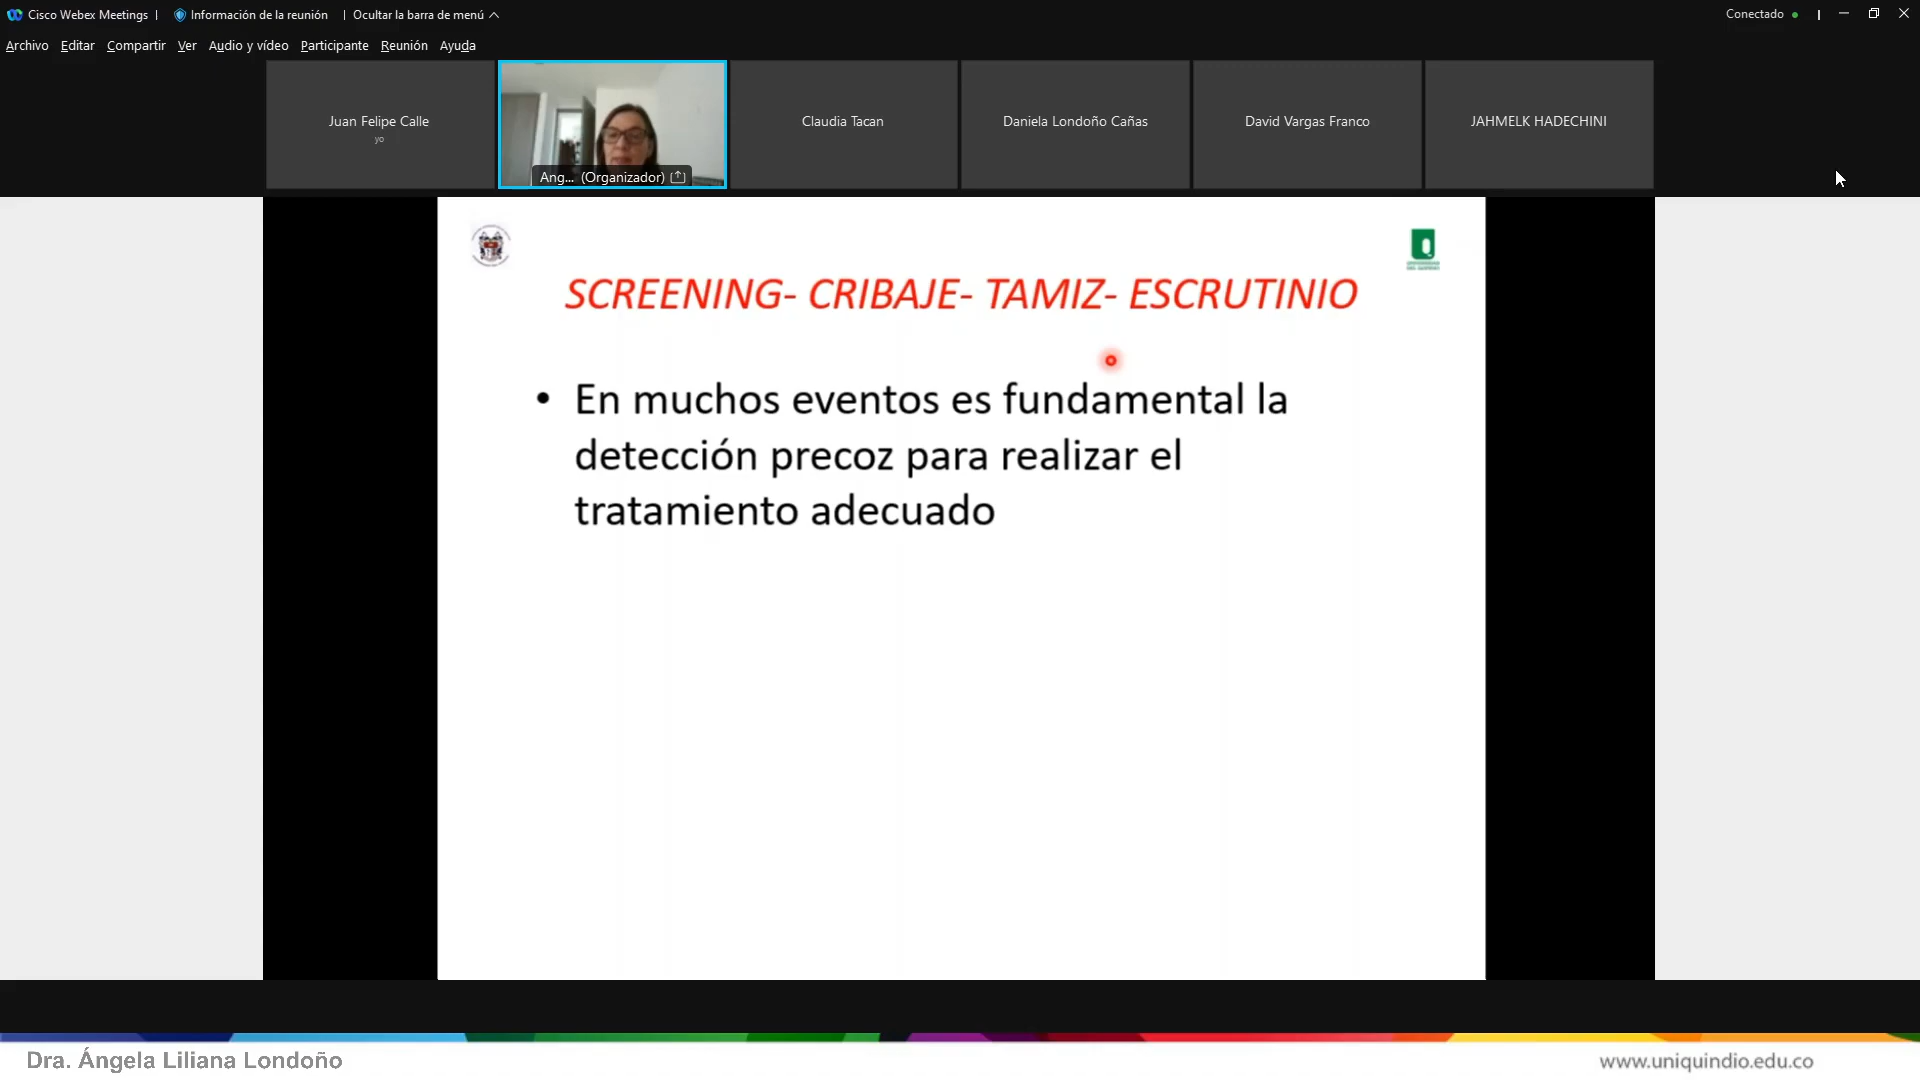 Cisco Webex Meetings | Información de la reunión | Ocultar la barra de menú
Conectado
Archivo Editar Compartir Ver Audio y vídeo Participante Reunión Ayuda
Juan Felipe Calle
yo
Ang... (Organizador)
Claudia Tacan
Daniela Londoño Cañas
David Vargas Franco
JAHMELK HADECHINI
SCREENING- CRIBAJE- TAMIZ- ESCRUTINIO
• En muchos eventos es fundamental la
detección precoz para realizar el
tratamiento adecuado
Dra. Ángela Liliana Londoño
www.uniquindio.edu.co